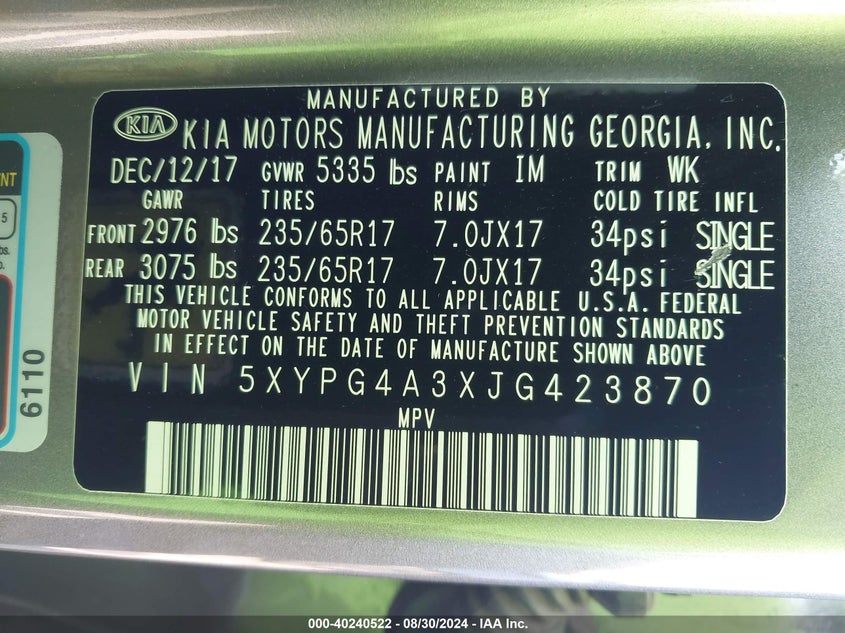 MANUFACTURED BY
KIA KIA MOTORS MANUFACTURING GEORGIA, INC.
DEC/12/17 GVWR 5335 lbs PAINT IM TRIM WK
GAWR TIRES RIMS COLD TIRE INFL
FRONT 2976 lbs 235/65R17 7.0JX17 34psi SINGLE
REAR 3075 lbs 235/65R17 7.0JX17 34psi SINGLE
THIS VEHICLE CONFORMS TO ALL APPLICABLE U.S.A. FEDERAL
MOTOR VEHICLE SAFETY AND THEFT PREVENTION STANDARDS
IN EFFECT ON THE DATE OF MANUFACTURE SHOWN ABOVE
VIN 5XYPG4A3XJG423870
MPV
5
6110
000-40240522 - 08/30/2024 - IAA Inc.